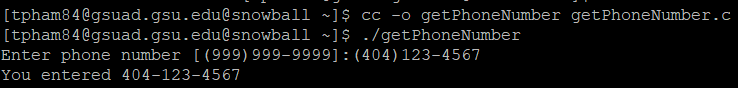 [tpham84@gsuad.gsu.edu@snowball ~]$ cc -o getPhoneNumber getPhoneNumber.c
[tpham84@gsuad.gsu.edu@snowball ~]$ ./getPhoneNumber
Enter phone number [(999)999-9999]:(404)123-4567
You entered 404-123-4567